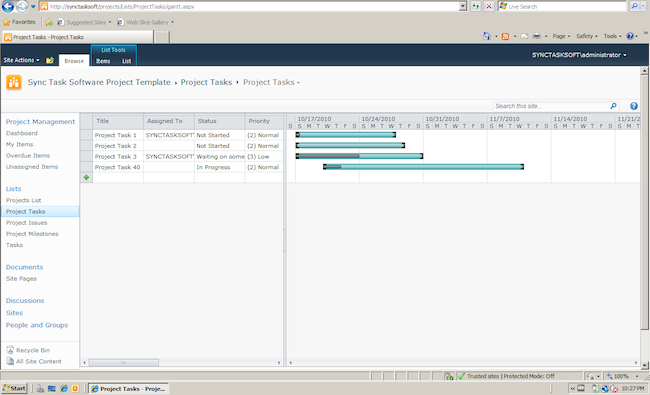 http://synctasksoft/projects/Lists/ProjectTasks/gantt.aspx
Live Search
Favorites
Suggested Sites
Web Slice Gallery
Project Tasks - Project Tasks
Page
Safety
Tools
List Tools
Site Actions
Browse
Items
List
SYNCTASKSOFT\administrator
Sync Task Software Project Template
Project Tasks
Project Tasks
Search this site...
Project Management
Dashboard
My Items
Overdue Items
Unassigned Items
Lists
Projects List
Project Tasks
Project Issues
Project Milestones
Tasks
Documents
Site Pages
Discussions
Sites
People and Groups
Recycle Bin
All Site Content
Title Assigned To Status Priority
Project Task 1 SYNCTASKSOFT Not Started (2) Normal
Project Task 2 Not Started (2) Normal
Project Task 3 SYNCTASKSOFT Waiting on some (3) Low
Project Task 40 In Progress (2) Normal
10/17/2010 10/24/2010 10/31/2010 11/7/2010 11/14/2010 11/21/2
S S M T W T F S S M T W T F S S M T W T F S S M T W T F S S M T W T F S S M
Trusted sites | Protected Mode: Off
100%
Start
Project Tasks - Proje...
10:27 PM